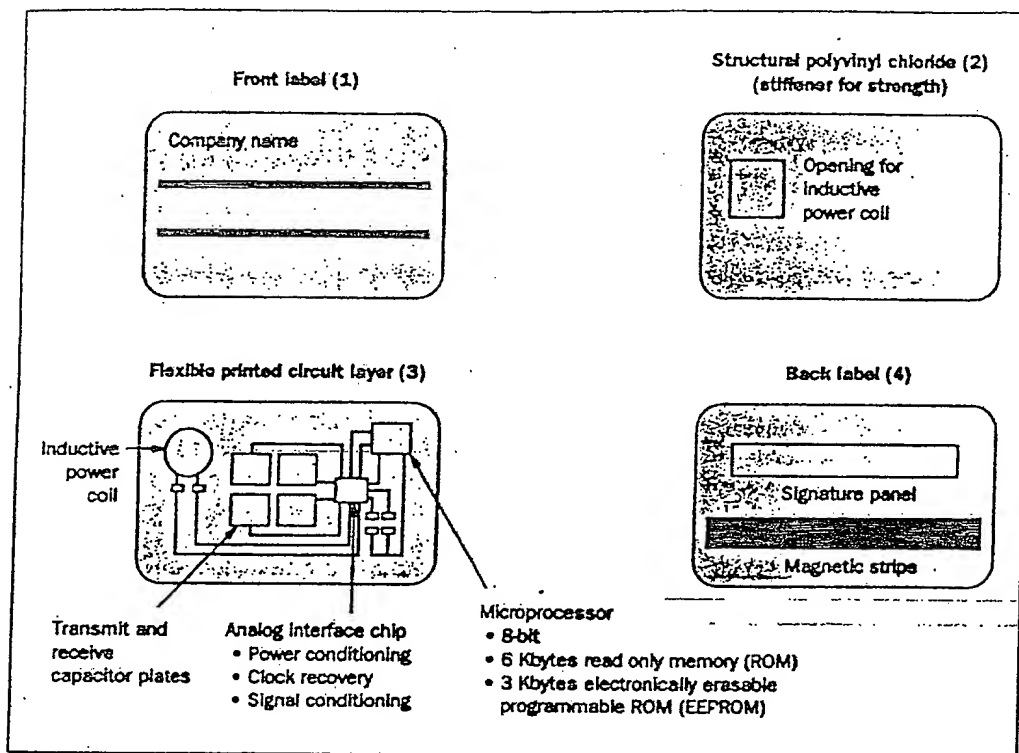 Front label (1)
Company name
Structural polyvinyl chloride (2)
(stiffener for strength)
Opening for
inductive
power coil
Flexible printed circuit layer (3)
Inductive
power
coil
Transmit and
receive
capacitor plates
Analog interface chip
• Power conditioning
• Clock recovery
• Signal conditioning
Microprocessor
• 8-bit
• 6 Kbytes read only memory (ROM)
• 3 Kbytes electronically erasable
programmable ROM (EEPROM)
Back label (4)
Signature panel
Magnetic stripe